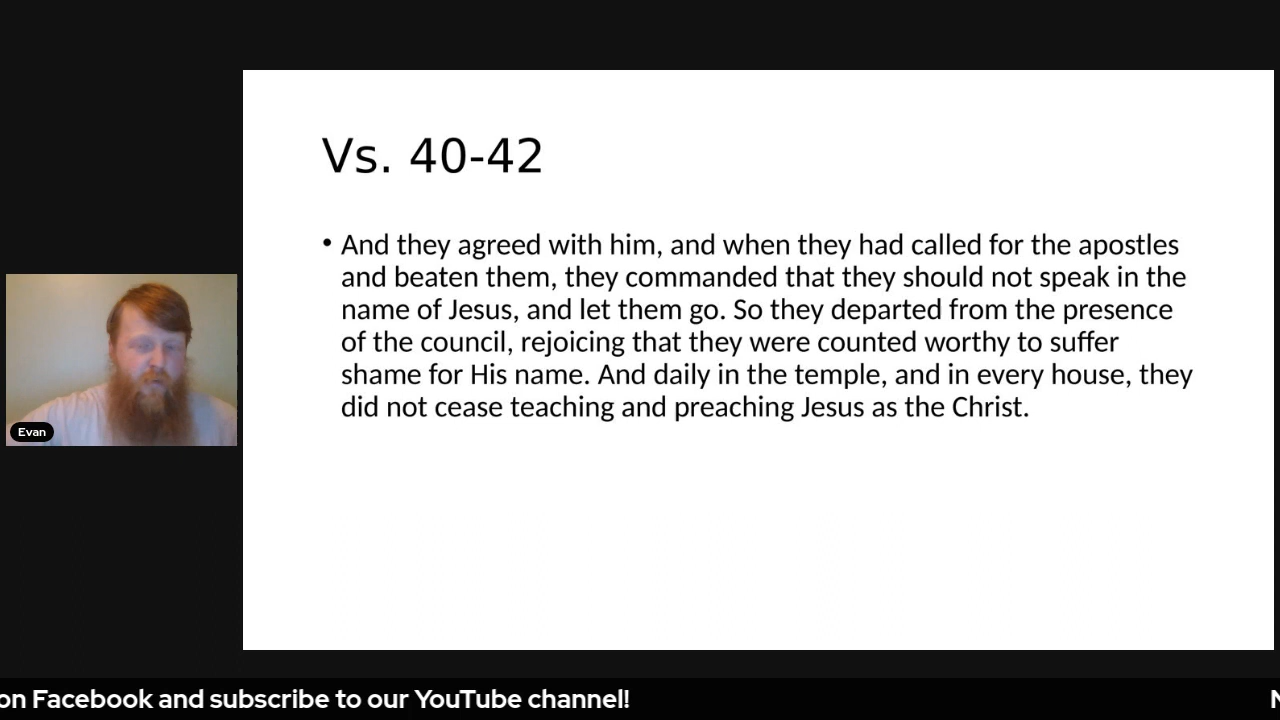 Vs. 40-42
• And they agreed with him, and when they had called for the apostles
and beaten them, they commanded that they should not speak in the
name of Jesus, and let them go. So they departed from the presence
of the council, rejoicing that they were counted worthy to suffer
shame for His name. And daily in the temple, and in every house, they
did not cease teaching and preaching Jesus as the Christ.
Evan
on Facebook and subscribe to our YouTube channel!